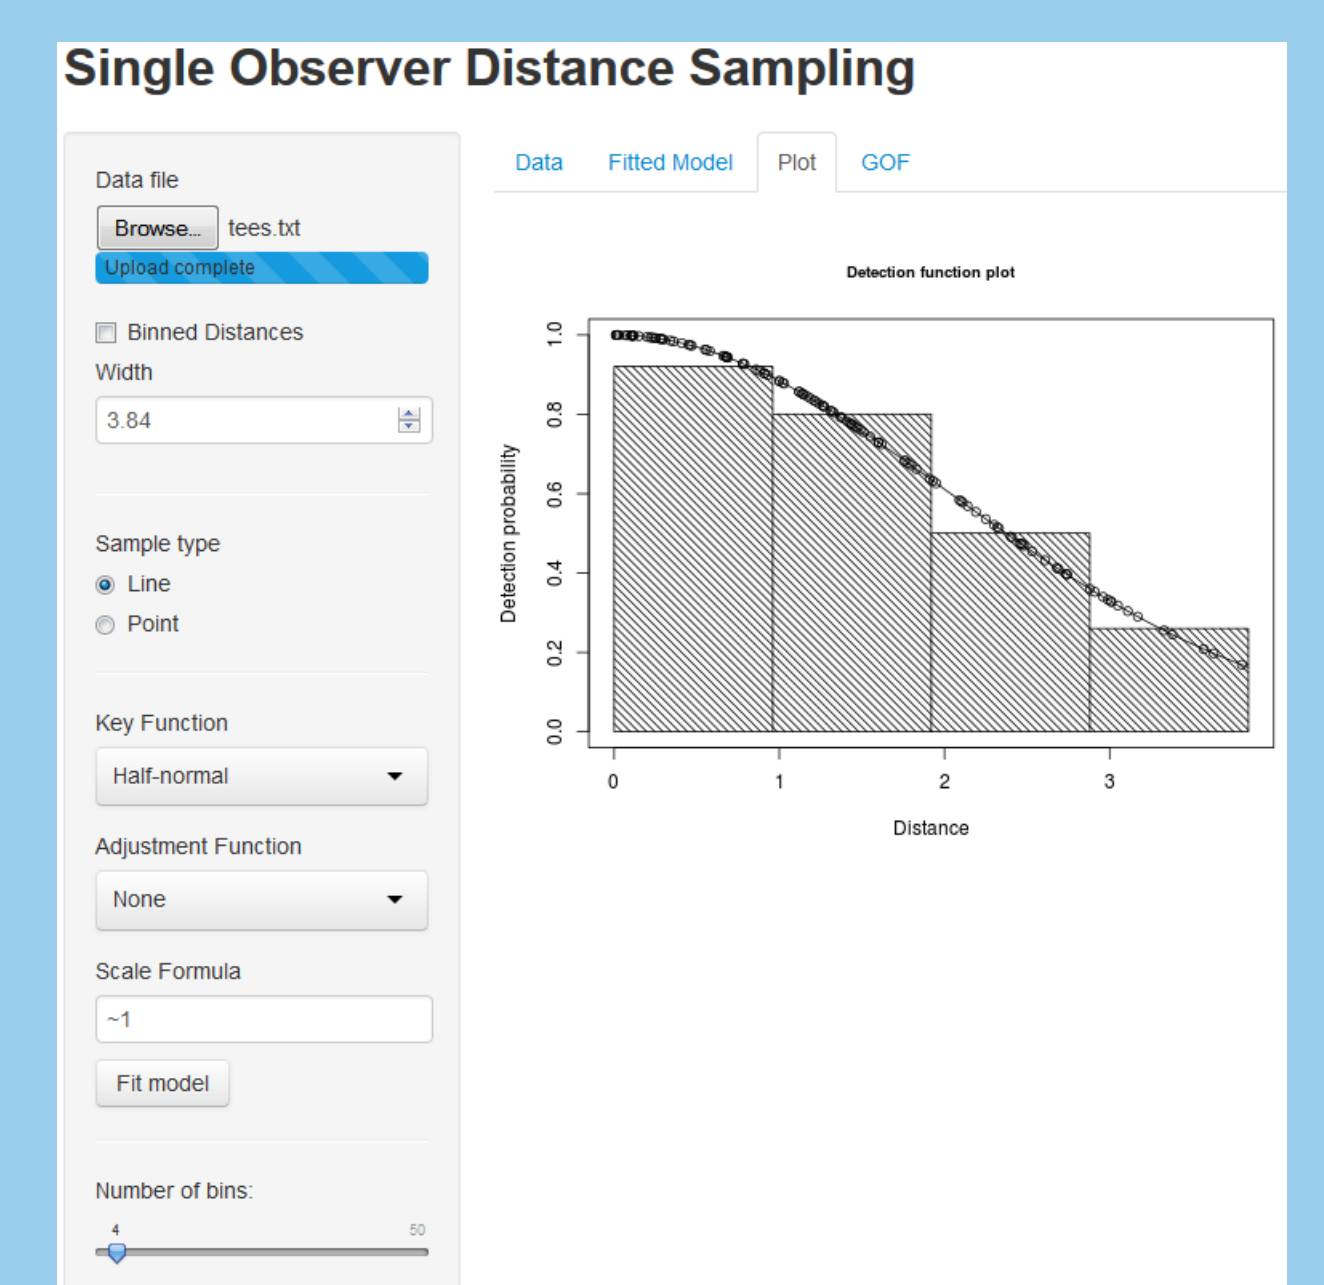 Single Observer Distance Sampling
Data file
Browse... tees.txt
Upload complete
Binned Distances
Width
3.84
Sample type
Line
Point
Key Function
Half-normal
Adjustment Function
None
Scale Formula
~1
Fit model
Number of bins:
4 50
Data Fitted Model Plot GOF
Detection function plot
Detection probability
1.0
0.8
0.6
0.4
0.2
0.0
0 1 2 3
Distance